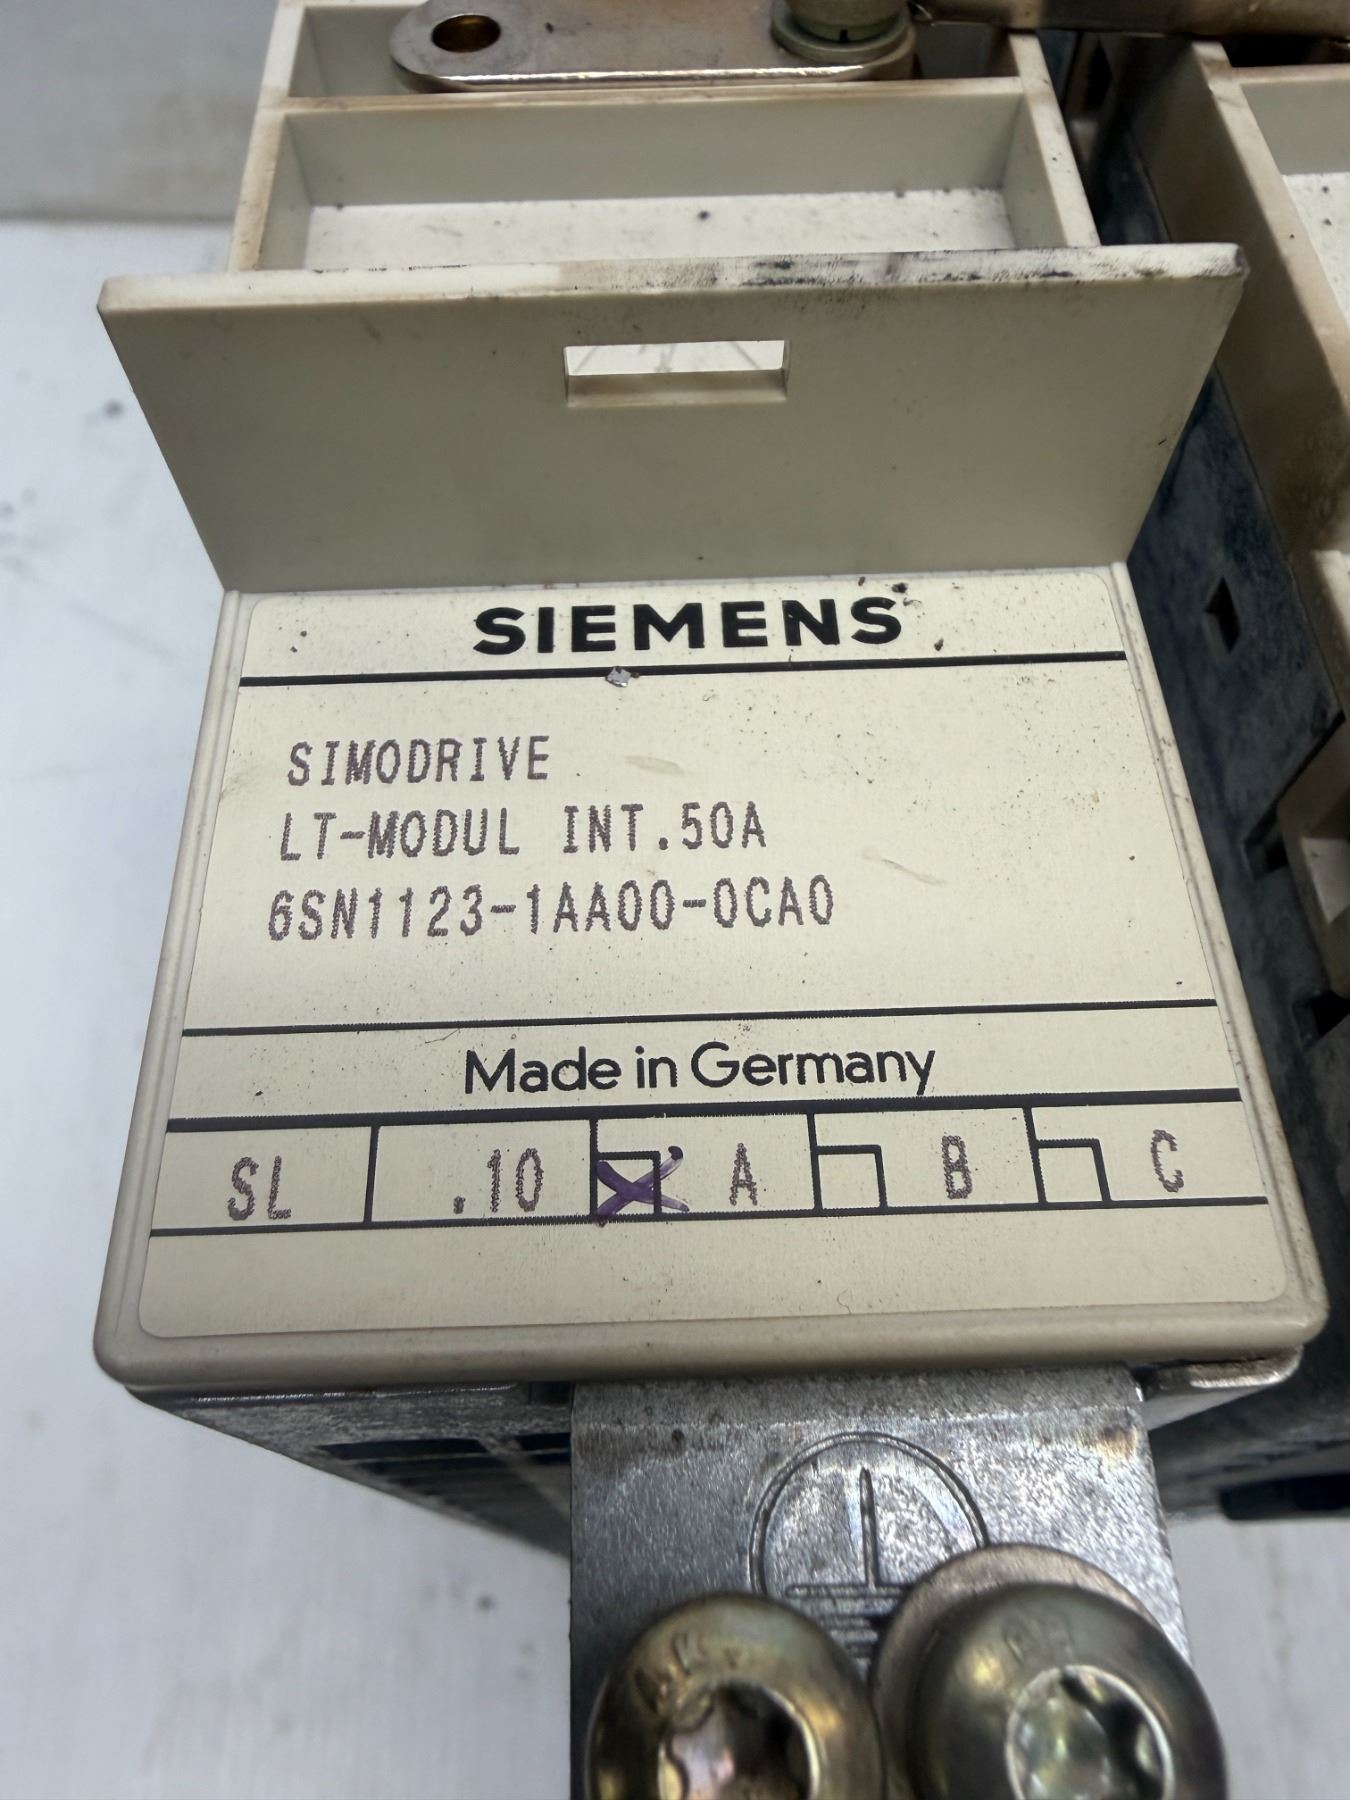 SIEMENS
SIMODRIVE
LT-MODUL INT.50A
6SN1123-1AA00-0CA0
Made in Germany
SL .10 A B C